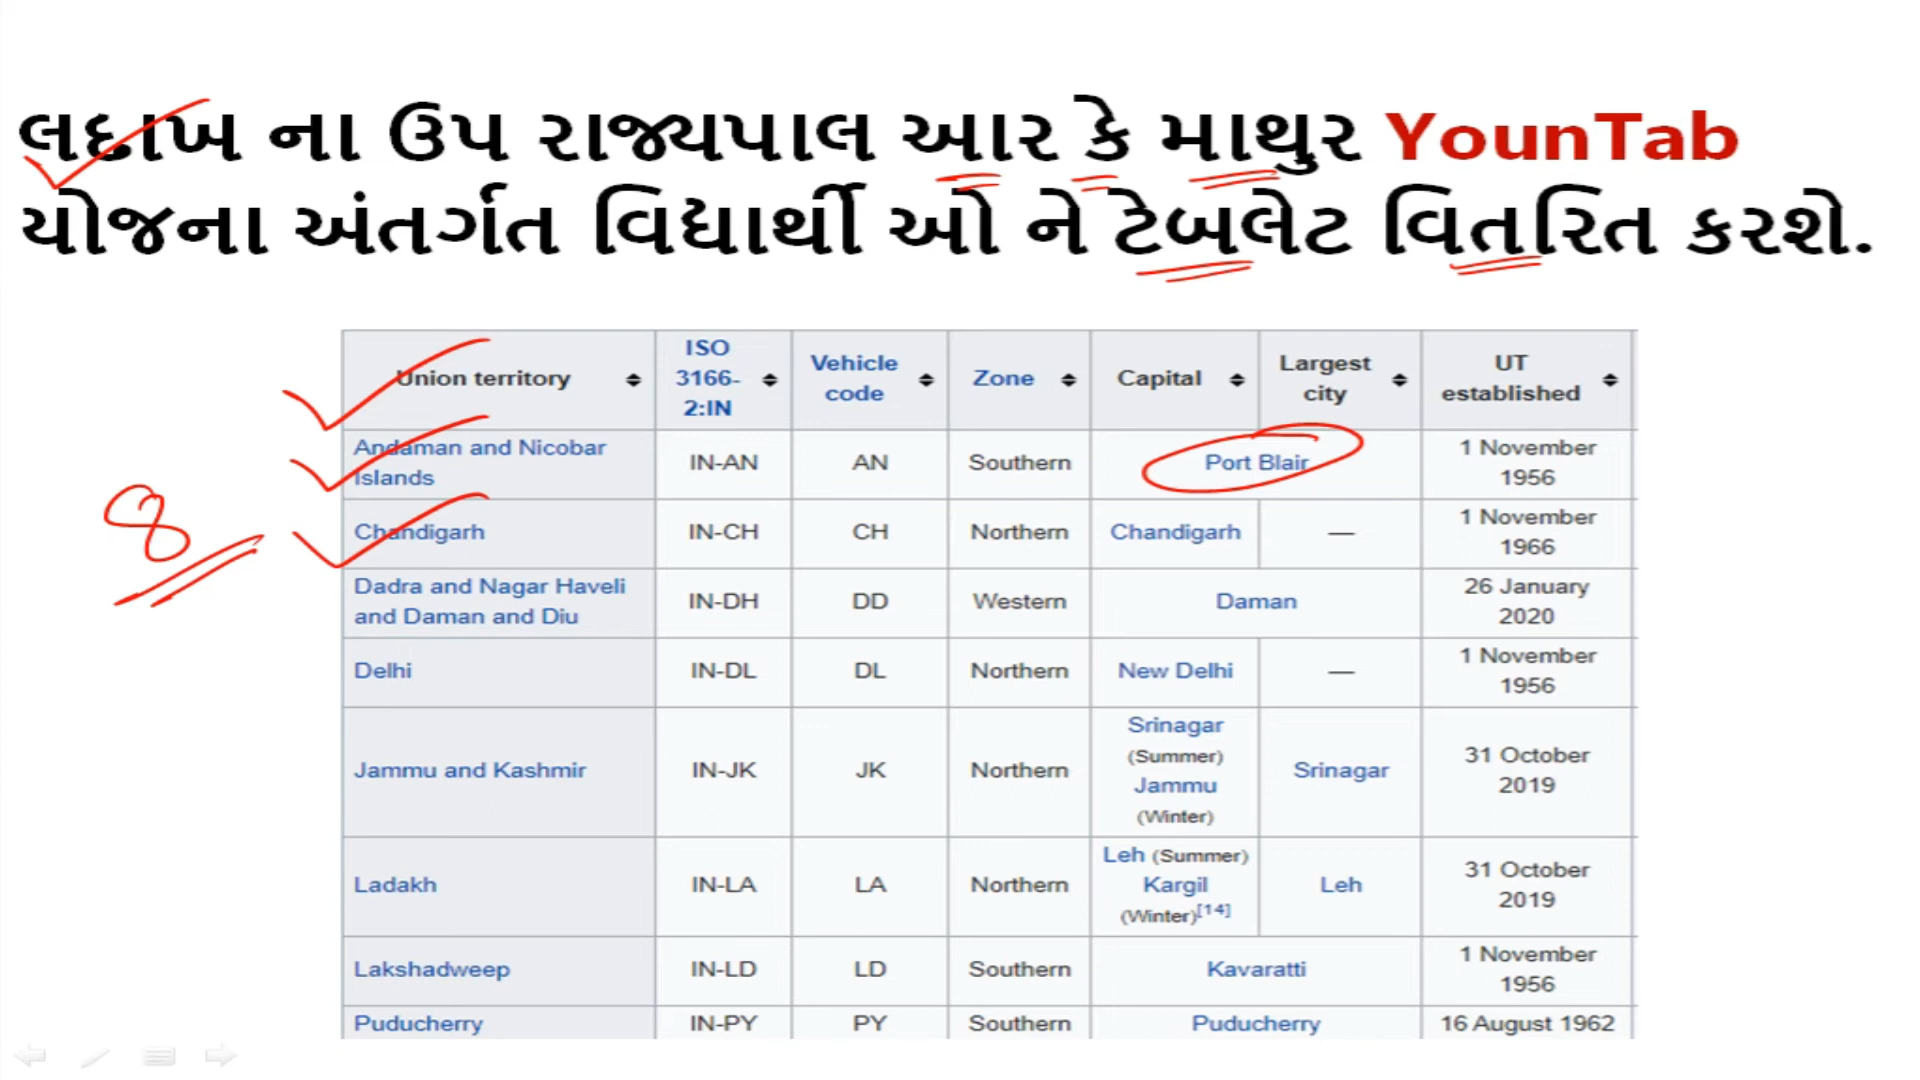 લદ્દાખ ના ઉપ રાજ્યપાલ આર કે માથુર YounTab
યોજના અંતર્ગત વિદ્યાર્થી ઓ ને ટેબલેટ વિતરિત કરશે.
Union territory ISO 3166-2:IN Vehicle code Zone Capital Largest city UT established
Andaman and Nicobar Islands IN-AN AN Southern Port Blair 1 November 1956
Chandigarh IN-CH CH Northern Chandigarh — 1 November 1966
Dadra and Nagar Haveli and Daman and Diu IN-DH DD Western Daman 26 January 2020
Delhi IN-DL DL Northern New Delhi — 1 November 1956
Jammu and Kashmir IN-JK JK Northern Srinagar (Summer) Jammu (Winter) Srinagar 31 October 2019
Ladakh IN-LA LA Northern Leh (Summer) Kargil (Winter)[14] Leh 31 October 2019
Lakshadweep IN-LD LD Southern Kavaratti 1 November 1956
Puducherry IN-PY PY Southern Puducherry 16 August 1962
8